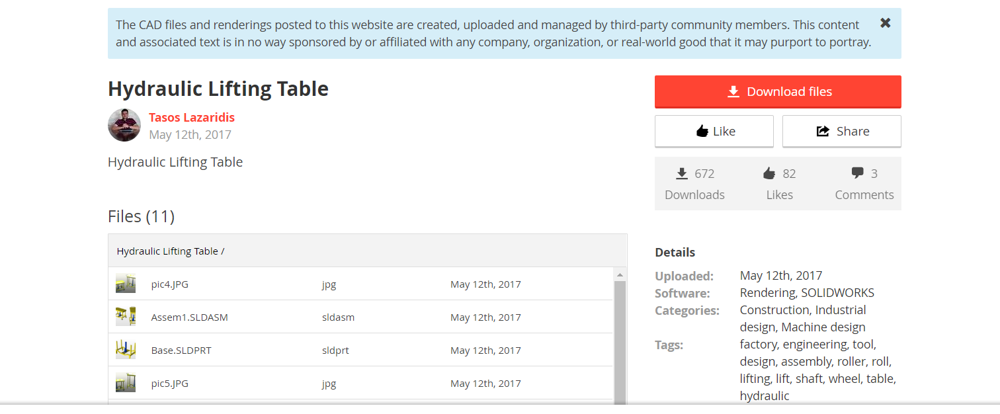 The CAD files and renderings posted to this website are created, uploaded and managed by third-party community members. This content
and associated text is in no way sponsored by or affiliated with any company, organization, or real-world good that it may purport to portray.
Hydraulic Lifting Table
Tasos Lazaridis
May 12th, 2017
Hydraulic Lifting Table
Files (11)
Hydraulic Lifting Table /
pic4.JPG jpg May 12th, 2017
Assem1.SLDASM sldasm May 12th, 2017
Base.SLDPRT sldprt May 12th, 2017
pic5.JPG jpg May 12th, 2017
Download files
Like Share
672 82 3
Downloads Likes Comments
Details
Uploaded: May 12th, 2017
Software: Rendering, SOLIDWORKS
Categories: Construction, Industrial
design, Machine design
Tags: factory, engineering, tool,
design, assembly, roller, roll,
lifting, lift, shaft, wheel, table,
hydraulic